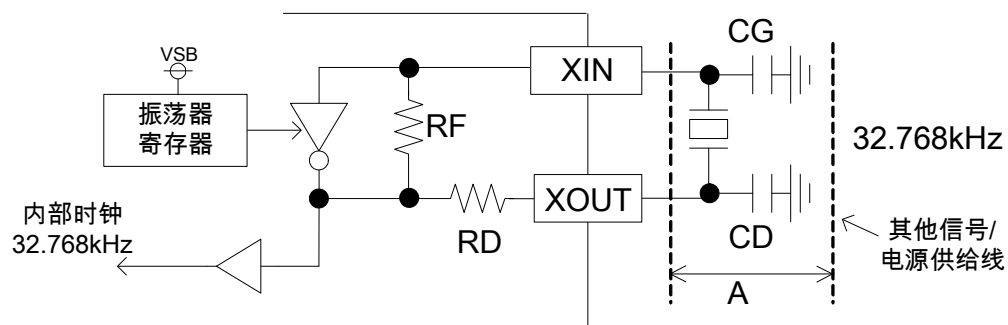 CG
VSB
XIN
振荡器
寄存器
RF
32.768kHz
XOUT
内部时钟
32.768kHz
RD
CD
其他信号/
电源供给线
A